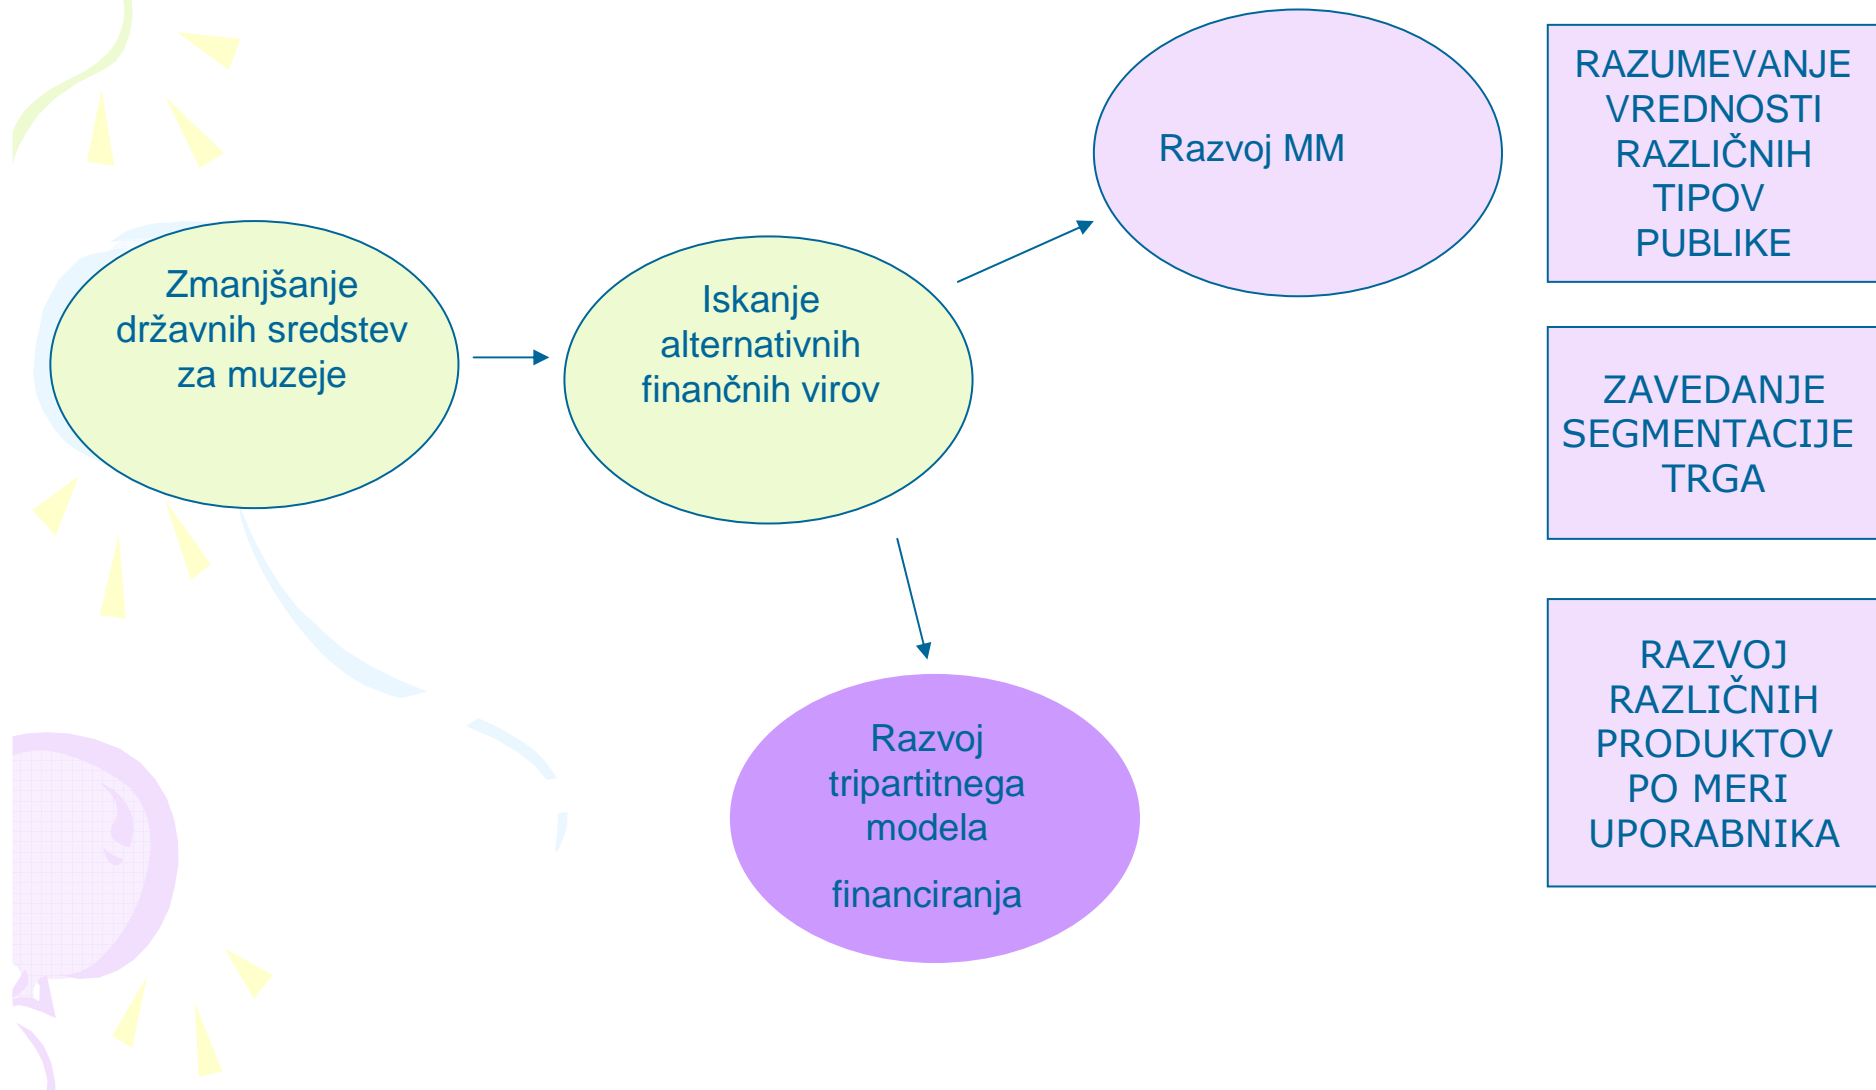 Zmanjšanje
državnih sredstev
za muzeje
Iskanje
alternativnih
finančnih virov
Razvoj MM
Razvoj
tripartitnega
modela
financiranja
RAZUMEVANJE
VREDNOSTI
RAZLIČNIH
TIPOV
PUBLIKE
ZAVEDANJE
SEGMENTACIJE
TRGA
RAZVOJ
RAZLIČNIH
PRODUKTOV
PO MERI
UPORABNIKA